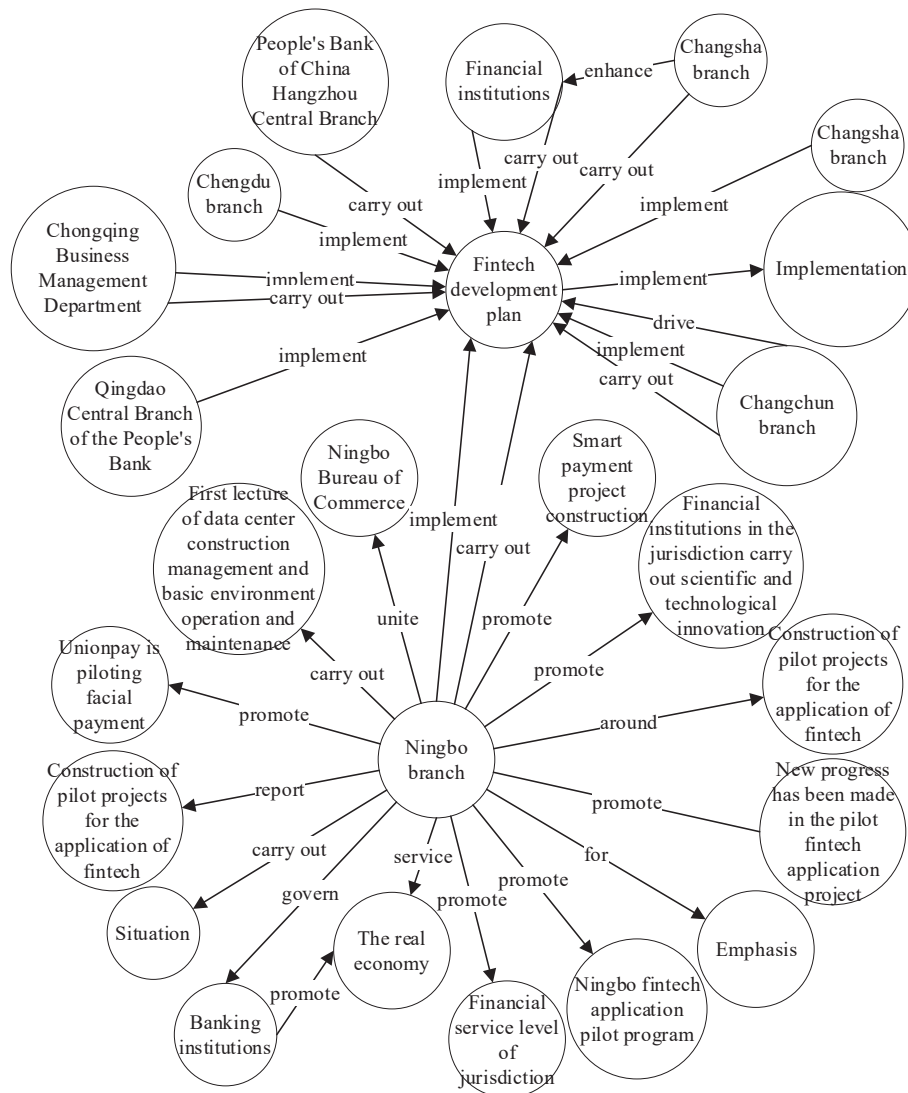 People's Bank
of China
Hangzhou
Central Branch
Financial
institutions
enhance
Changsha
branch
Changsha
branch
Chengdu
branch
carry out
implement
carry out
carry out
implement
implement
Chongqing
Business
Management
Department
implement
carry out
Fintech
development
plan
implement
Implementation
drive
implement
carry out
implement
Changchun
branch
Qingdao
Central Branch
of the People's
Bank
Ningbo
Bureau of
Commerce
Smart
payment
project
construction
First lecture
of data center
construction
management and
basic environment
operation and
maintenance
Financial
institutions in the
jurisdiction carry
out scientific and
technological
innovation
implement
carry out
unite
promote
Unionpay is
piloting
facial
payment
carry out
promote
promote
Construction of
pilot projects
for the
application of
fintech
around
Ningbo
branch
Construction of
pilot projects
for the
application of
fintech
report
promote
New progress
has been made
in the pilot
fintech
application
project
carry out
service
for
govern
promote
promote
Situation
The real
economy
Emphasis
promote
Banking
institutions
Financial
service level
of
jurisdiction
Ningbo fintech
application
pilot program